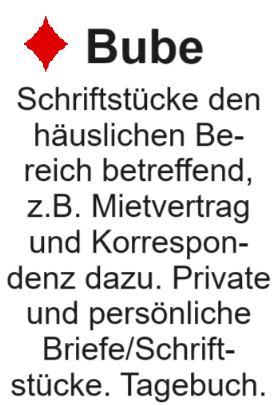 ♦ Bube
Schriftstücke den
häuslichen Be-
reich betreffend,
z.B. Mietvertrag
und Korrespon-
denz dazu. Private
und persönliche
Briefe/Schrift-
stücke. Tagebuch.